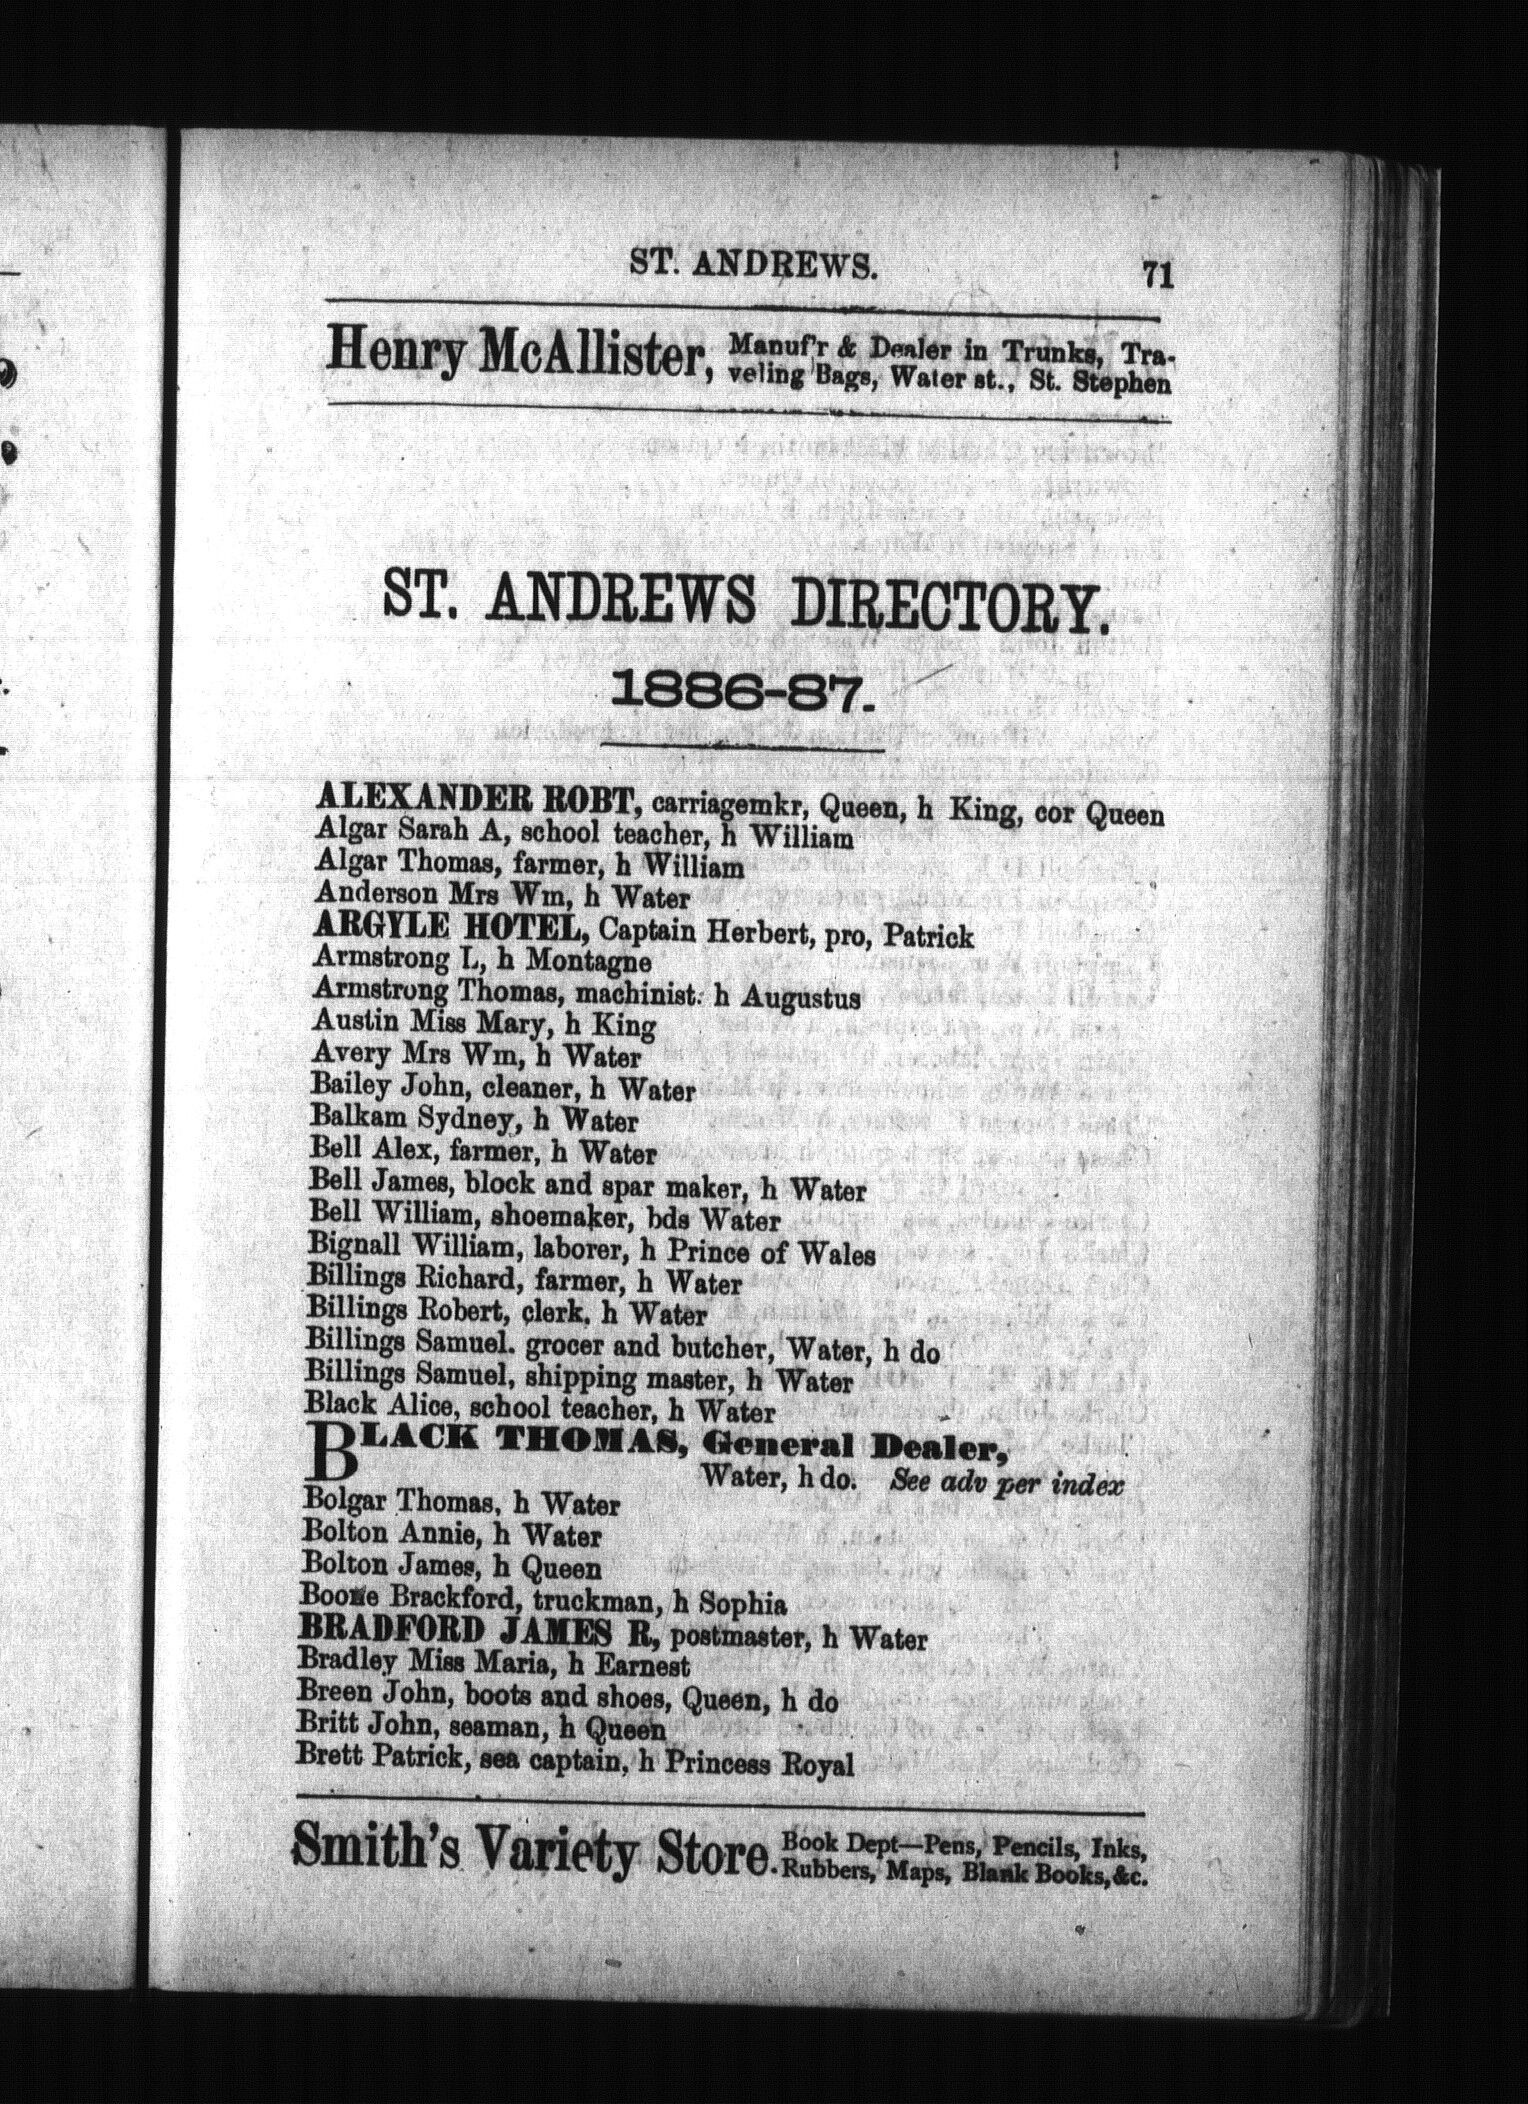 ST. ANDREWS. 71
Henry McAllister, Manuf'r & Dealer in Trunks, Tra-
veling Bags, Water st., St. Stephen
ST. ANDREWS DIRECTORY.
1886-87.
ALEXANDER ROBT, carriagemkr, Queen, h King, cor Queen
Algar Sarah A, school teacher, h William
Algar Thomas, farmer, h William
Anderson Mrs Wm, h Water
ARGYLE HOTEL, Captain Herbert, pro, Patrick
Armstrong L, h Montagne
Armstrong Thomas, machinist. h Augustus
Austin Miss Mary, h King
Avery Mrs Wm, h Water
Bailey John, cleaner, h Water
Balkam Sydney, h Water
Bell Alex, farmer, h Water
Bell James, block and spar maker, h Water
Bell William, shoemaker, bds Water
Bignall William, laborer, h Prince of Wales
Billings Richard, farmer, h Water
Billings Robert, clerk, h Water
Billings Samuel. grocer and butcher, Water, h do
Billings Samuel, shipping master, h Water
Black Alice, school teacher, h Water
BLACK THOMAS, General Dealer,
Water, h do. See adv per index
Bolgar Thomas, h Water
Bolton Annie, h Water
Bolton James, h Queen
Boone Brackford, truckman, h Sophia
BRADFORD JAMES R, postmaster, h Water
Bradley Miss Maria, h Earnest
Breen John, boots and shoes, Queen, h do
Britt John, seaman, h Queen
Brett Patrick, sea captain, h Princess Royal
Smith's Variety Store. Book Dept—Pens, Pencils, Inks,
Rubbers, Maps, Blank Books, &c.